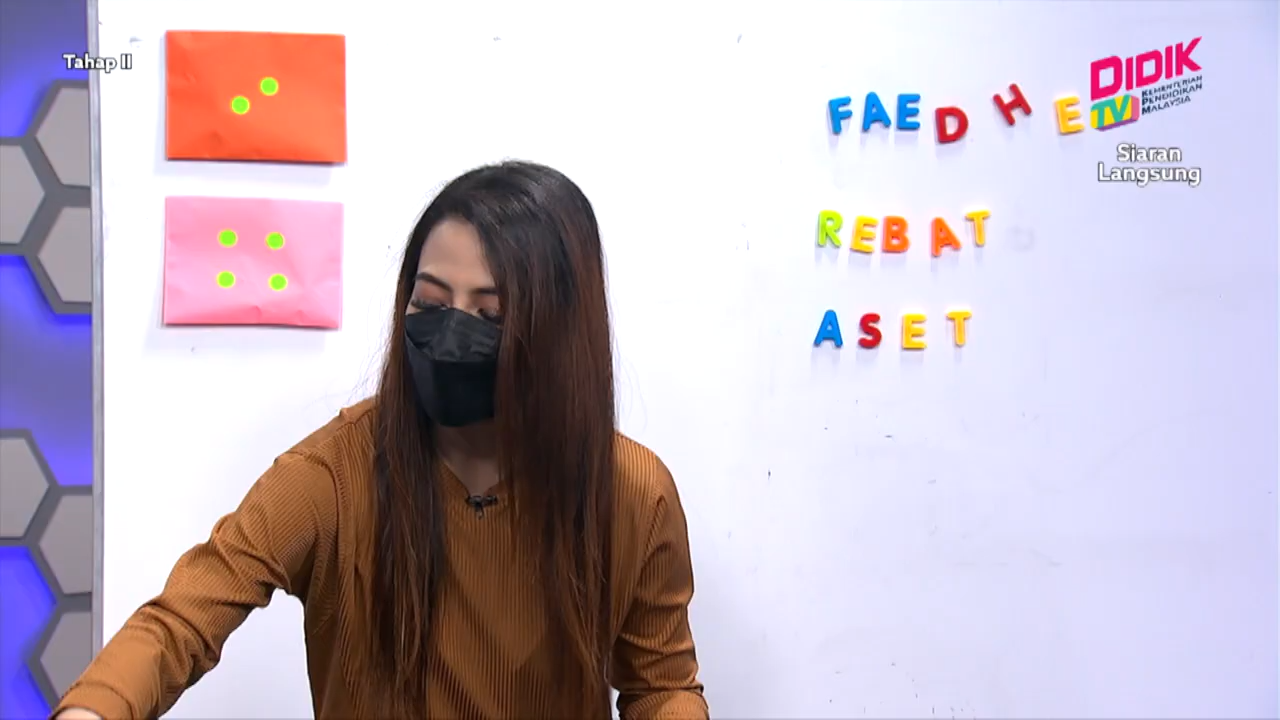 Tahap II
DIDIK
TV
KEMENTERIAN
PENDIDIKAN
MALAYSIA
Siaran
Langsung
FAEDHE
REBAT
ASET